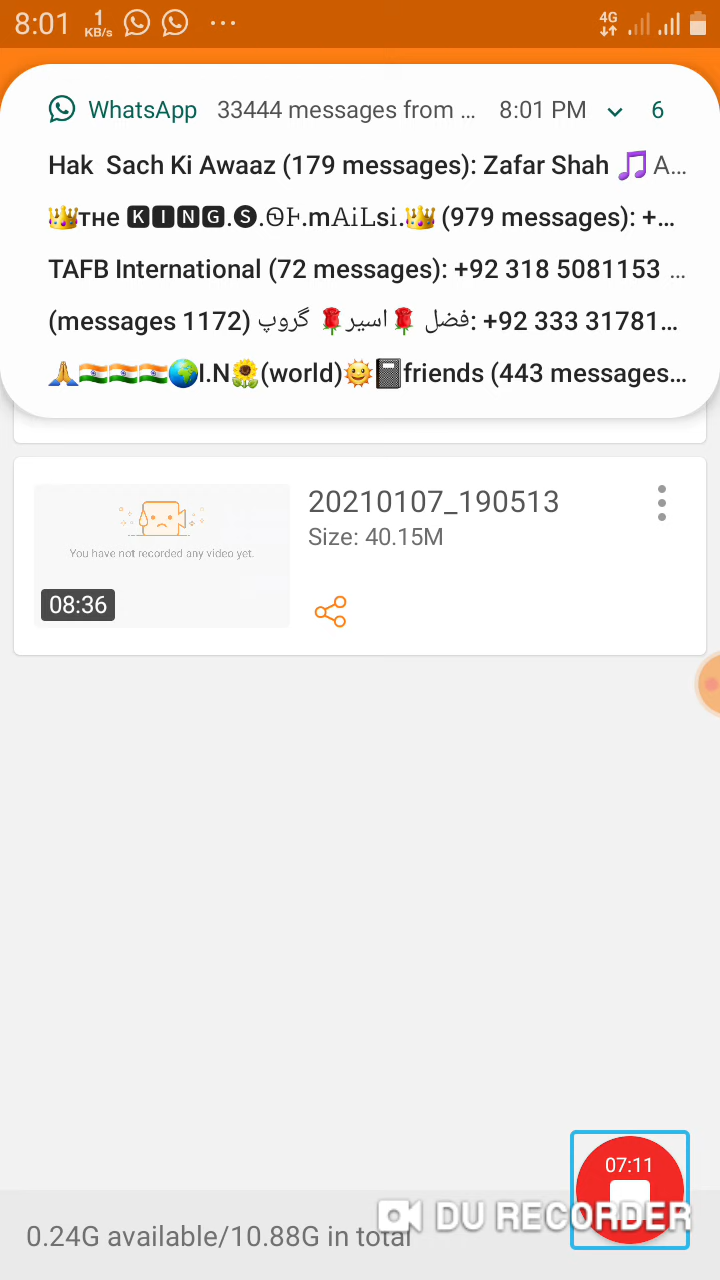 8:01 1 KB/s ... 4G
WhatsApp 33444 messages from ... 8:01 PM 6
Hak Sach Ki Awaaz (179 messages): Zafar Shah 🎵 A...
👑ᴛʜe 🅺🅸🅽🅶.🅢.ᎾᎰ.mᎪᎥᏞsᎥ.👑 (979 messages): +...
TAFB International (72 messages): +92 318 5081153 ...
(messages 1172) فضل 🌹اسیر🌹 گروپ: +92 333 31781...
🙏🇮🇳🇮🇳🇮🇳🌍I.N🌻(world)🌞📓friends (443 messages...
20210107_190513
Size: 40.15M
You have not recorded any video yet.
08:36
07:11
DU RECORDER
0.24G available/10.88G in total